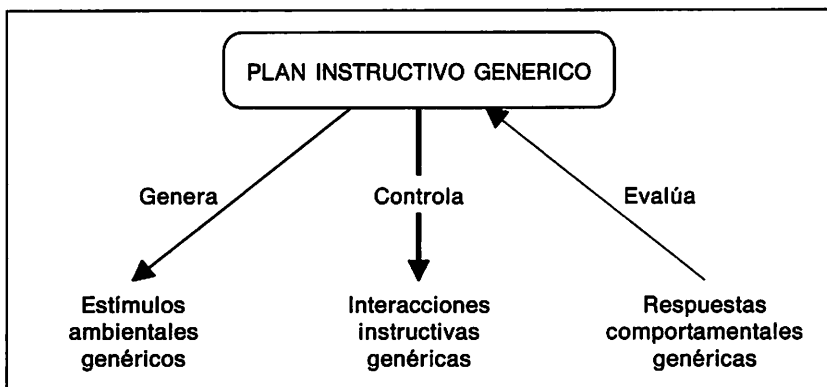 PLAN INSTRUCTIVO GENERICO
Genera
Controla
Evalúa
Estímulos
ambientales
genéricos
Interacciones
instructivas
genéricas
Respuestas
comportamentales
genéricas